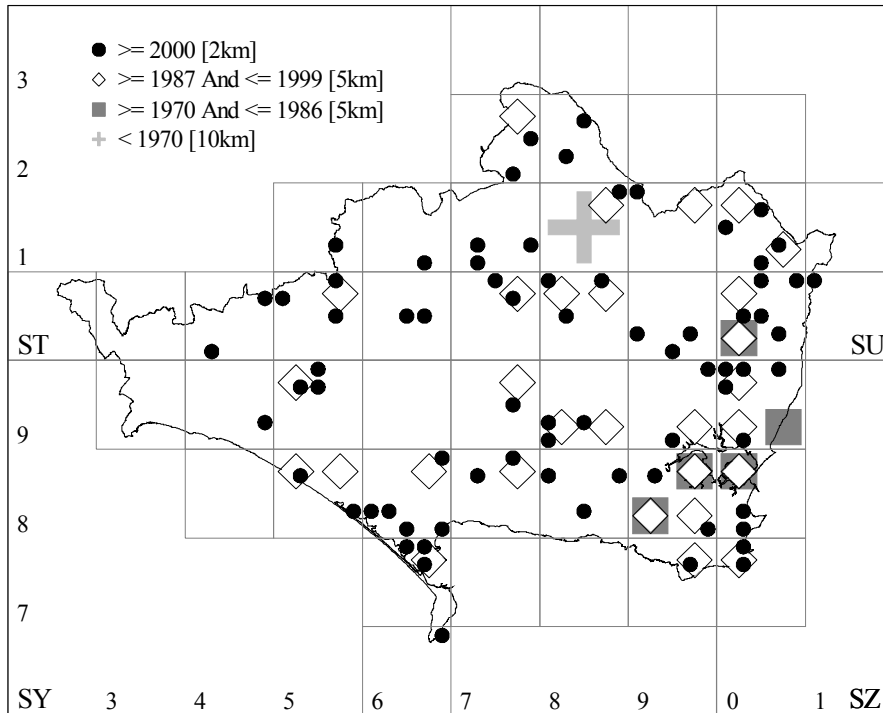 >= 2000 [2km]
>= 1987 And <= 1999 [5km]
>= 1970 And <= 1986 [5km]
< 1970 [10km]
3
2
1
ST SU
9
8
7
SY 3 4 5 6 7 8 9 0 1 SZ